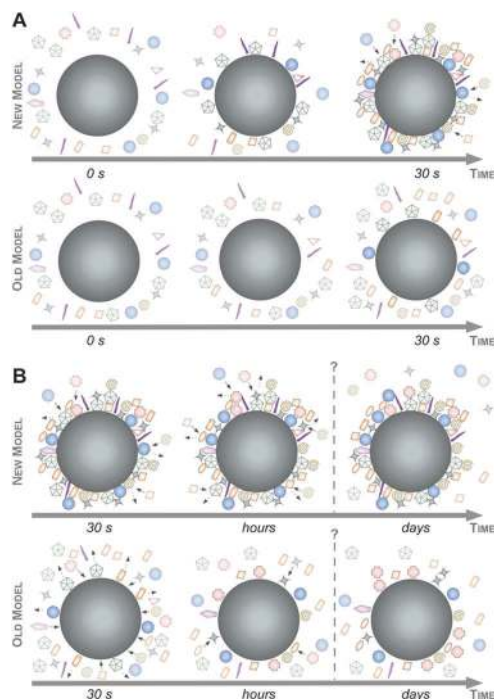 A
NEW MODEL
0 s
30 s
TIME
OLD MODEL
0 s
30 s
TIME
B
?
NEW MODEL
30 s
hours
days
TIME
?
OLD MODEL
30 s
hours
days
TIME